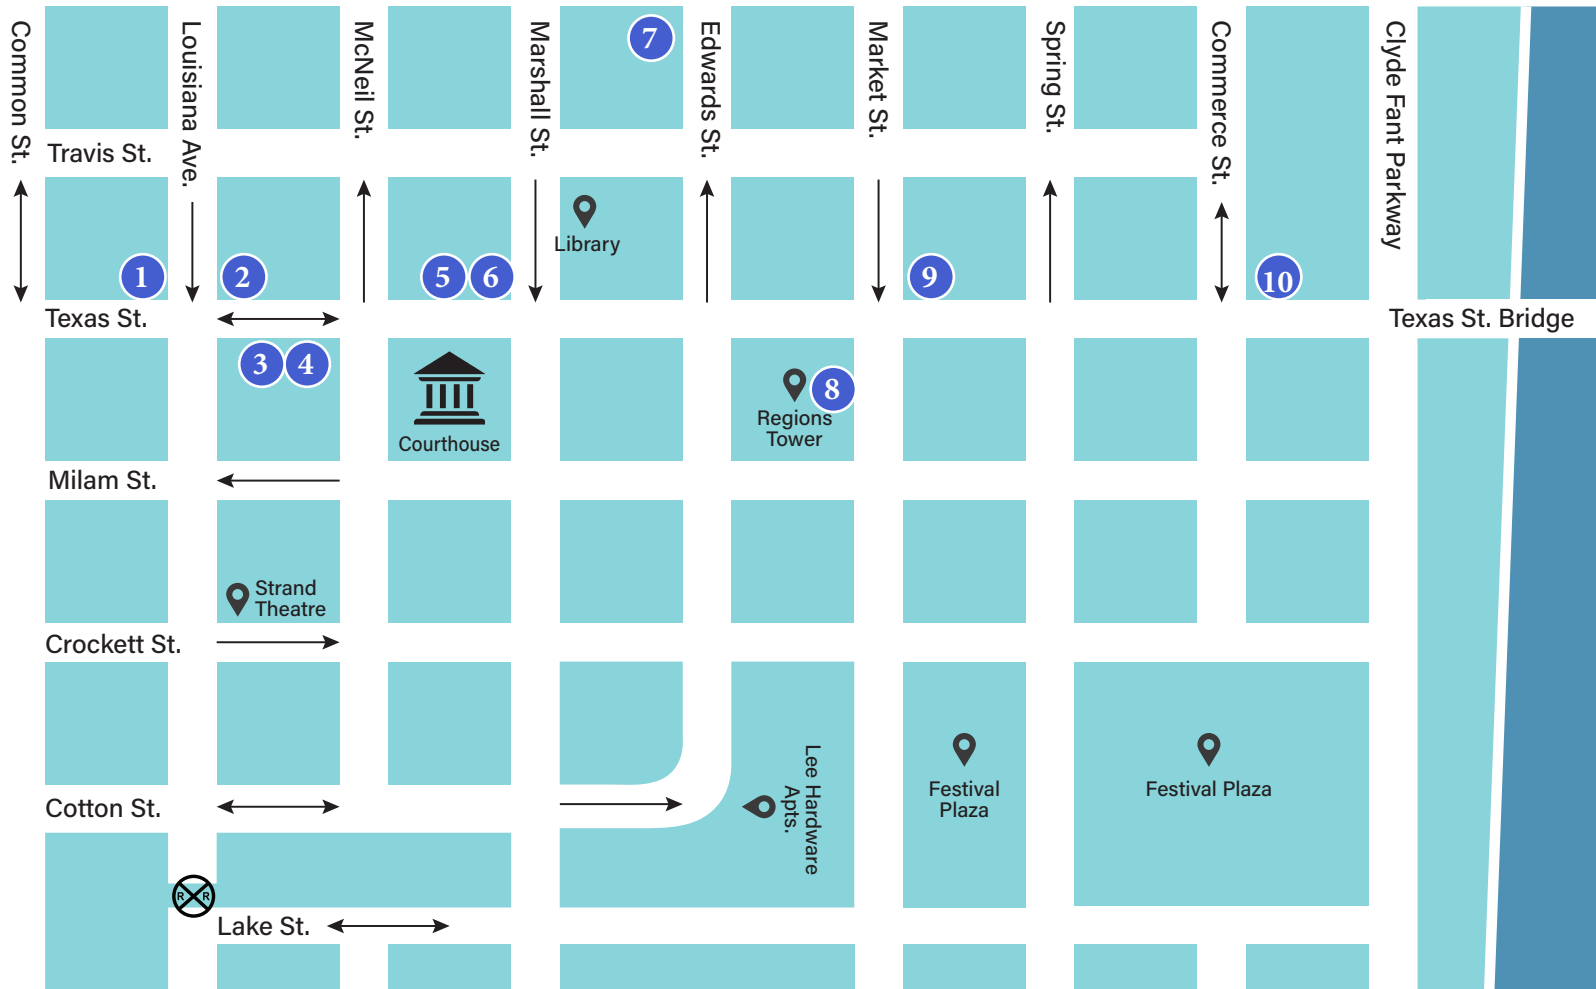 Common St.
Louisiana Ave.
McNeil St.
Marshall St.
7
Edwards St.
Market St.
Spring St.
Commerce St.
Clyde Fant Parkway
Travis St.
Library
1
2
5
6
9
10
Texas St.
Texas St. Bridge
3
4
8
Courthouse
Regions
Tower
Milam St.
Strand
Theatre
Crockett St.
Lee Hardware
Apts.
Festival
Plaza
Festival Plaza
Cotton St.
R R
Lake St.